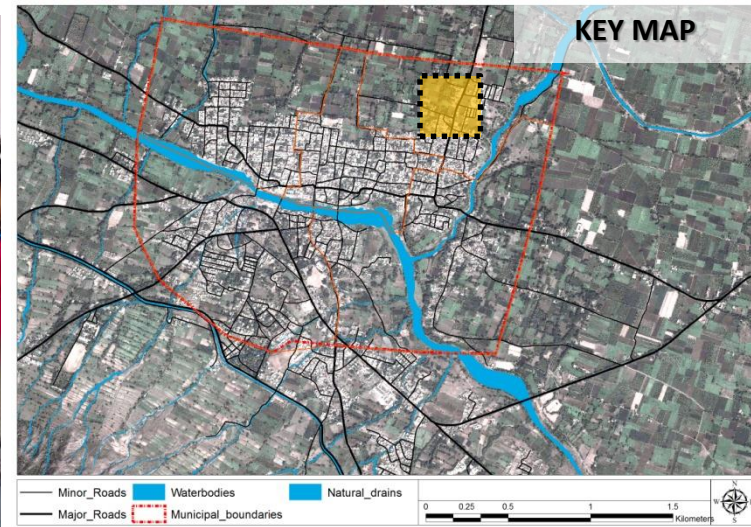 KEY MAP
Minor_Roads Waterbodies Natural_drains
Major_Roads Municipal_boundaries
0 0.25 0.5 1 1.5
Kilometers
N
W E
S